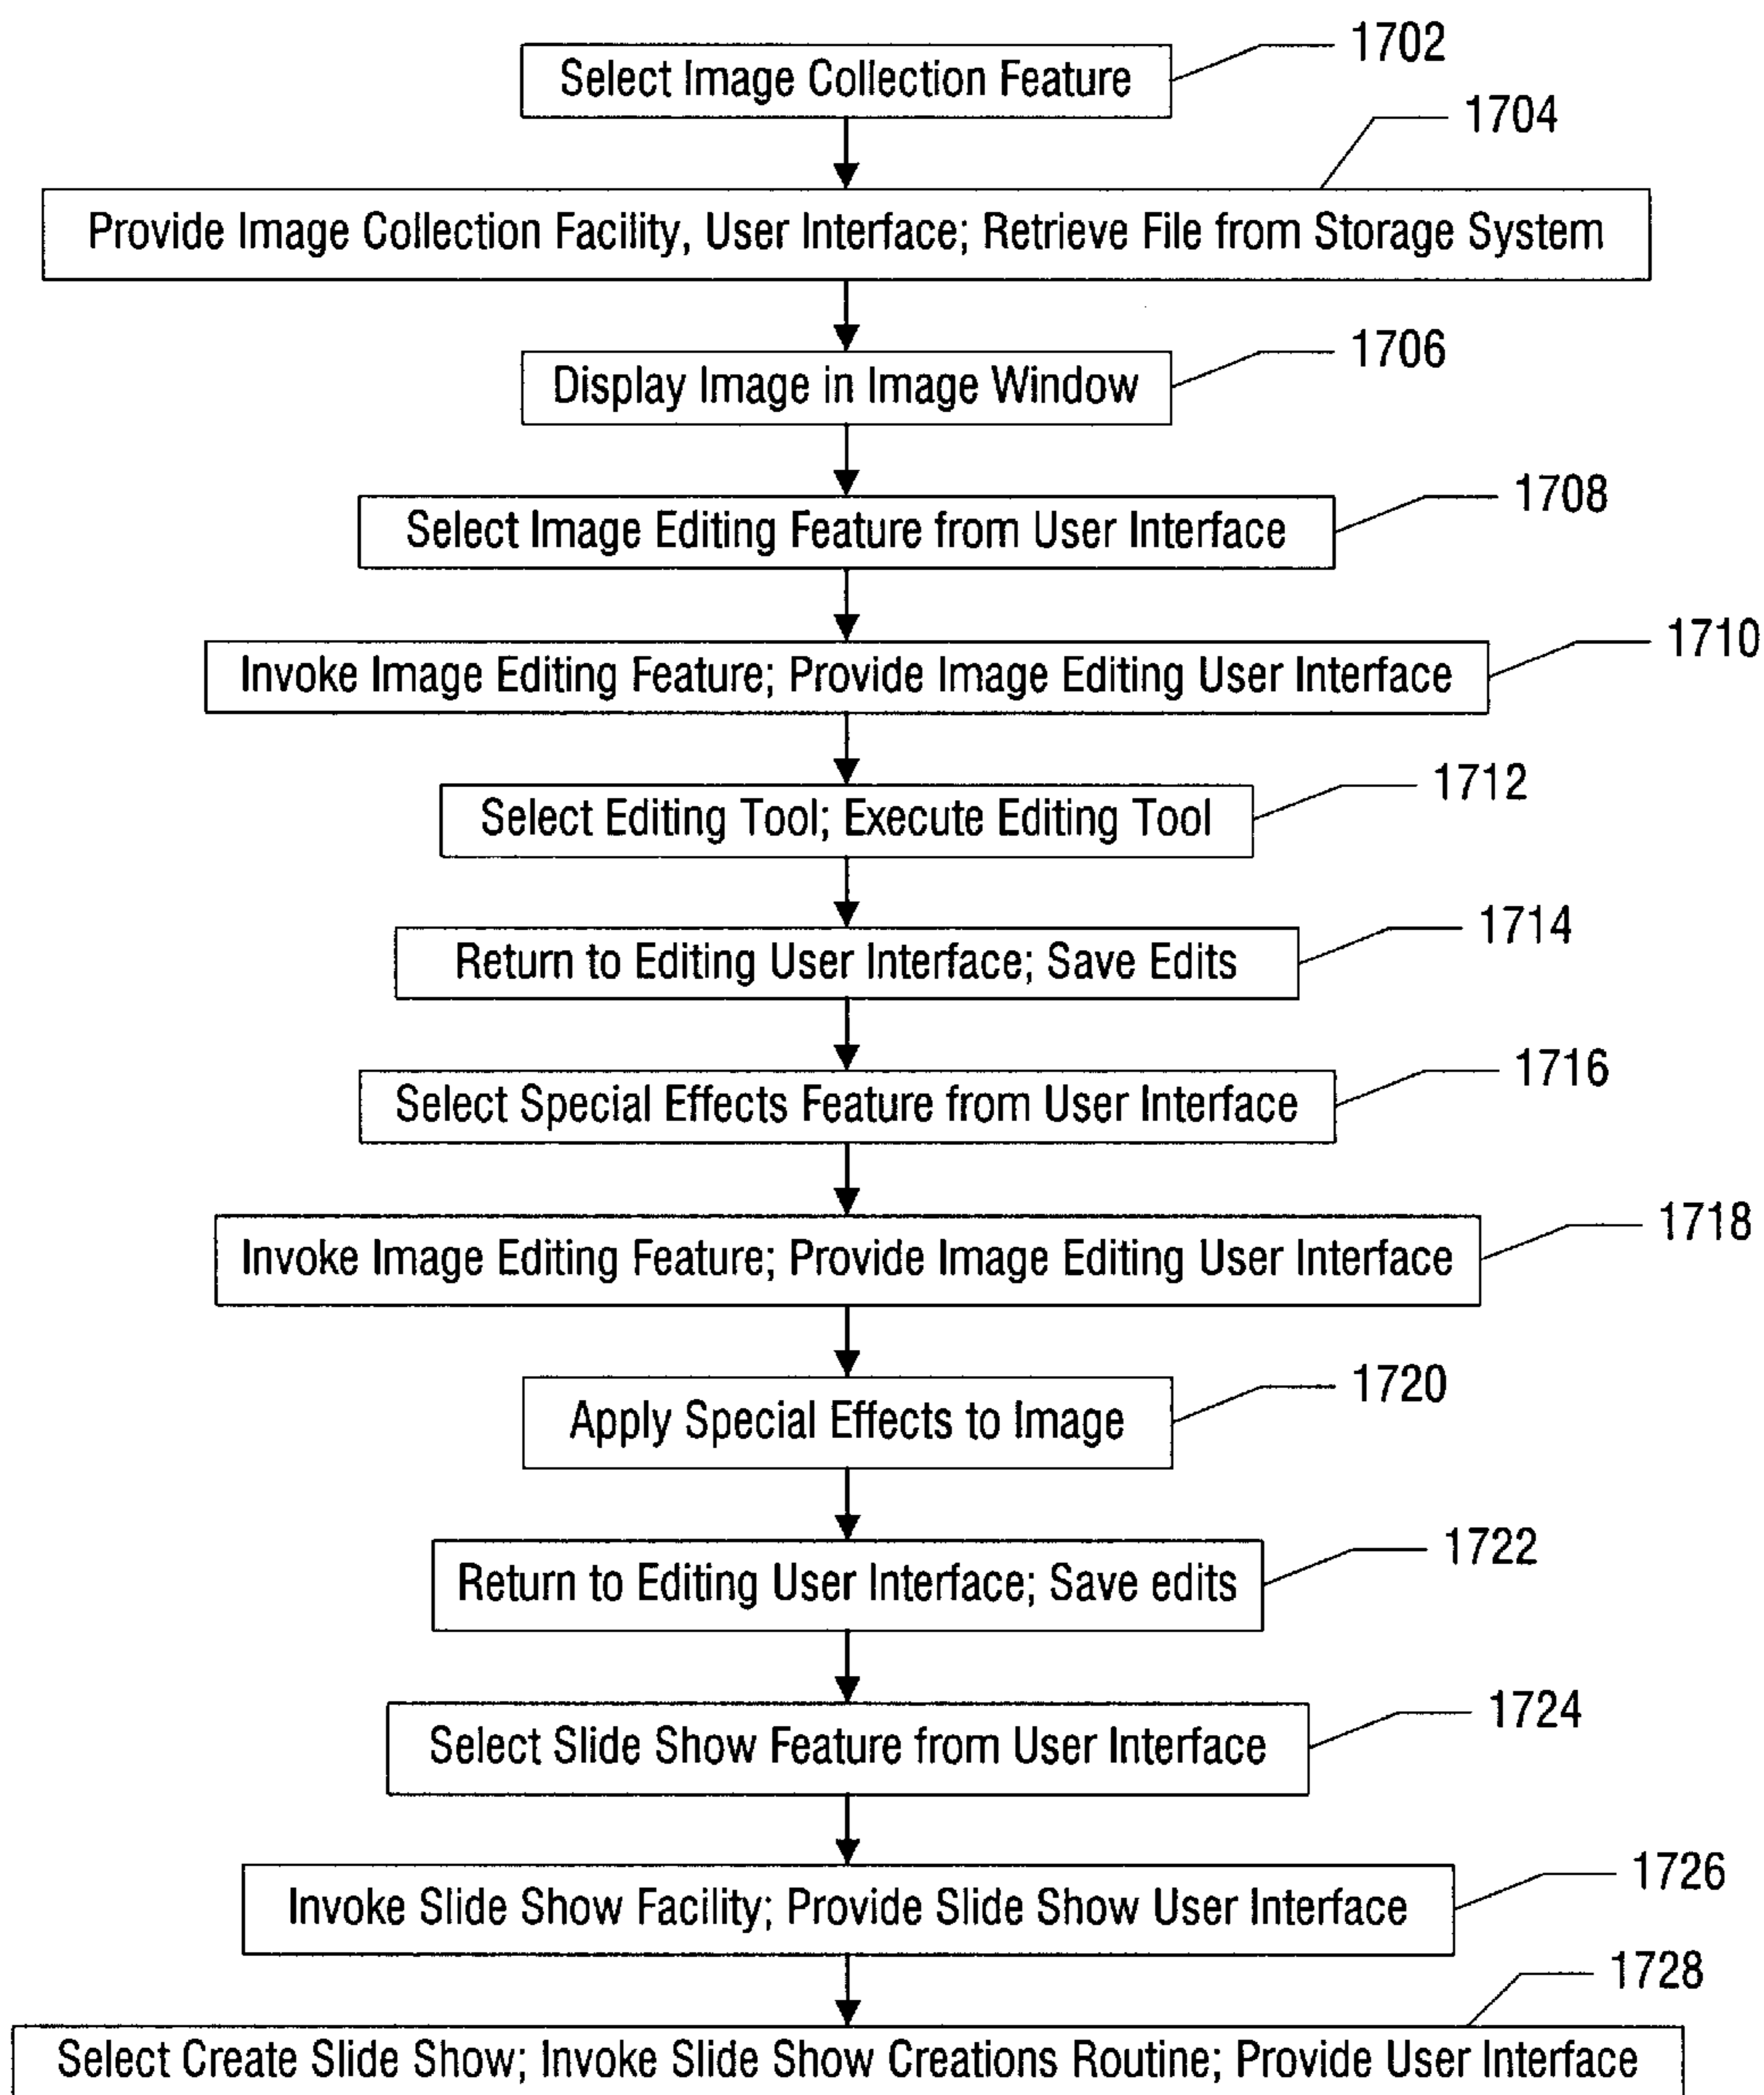 1702
Select Image Collection Feature
1704
Provide Image Collection Facility, User Interface; Retrieve File from Storage System
1706
Display Image in Image Window
1708
Select Image Editing Feature from User Interface
1710
Invoke Image Editing Feature; Provide Image Editing User Interface
1712
Select Editing Tool; Execute Editing Tool
1714
Return to Editing User Interface; Save Edits
1716
Select Special Effects Feature from User Interface
1718
Invoke Image Editing Feature; Provide Image Editing User Interface
1720
Apply Special Effects to Image
1722
Return to Editing User Interface; Save edits
1724
Select Slide Show Feature from User Interface
1726
Invoke Slide Show Facility; Provide Slide Show User Interface
1728
Select Create Slide Show; Invoke Slide Show Creations Routine; Provide User Interface